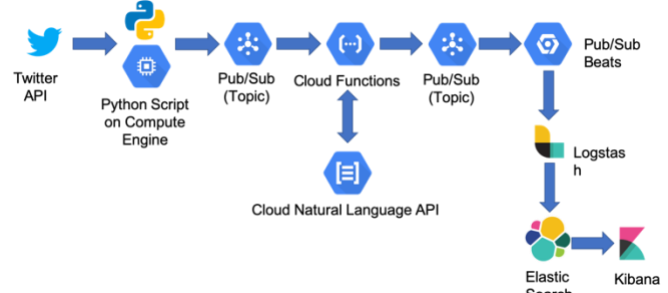 Twitter
API
Python Script
on Compute
Engine
Pub/Sub
(Topic)
Cloud Functions
Pub/Sub
(Topic)
Pub/Sub
Beats
Cloud Natural Language API
Logstas
h
Elastic
Search
Kibana